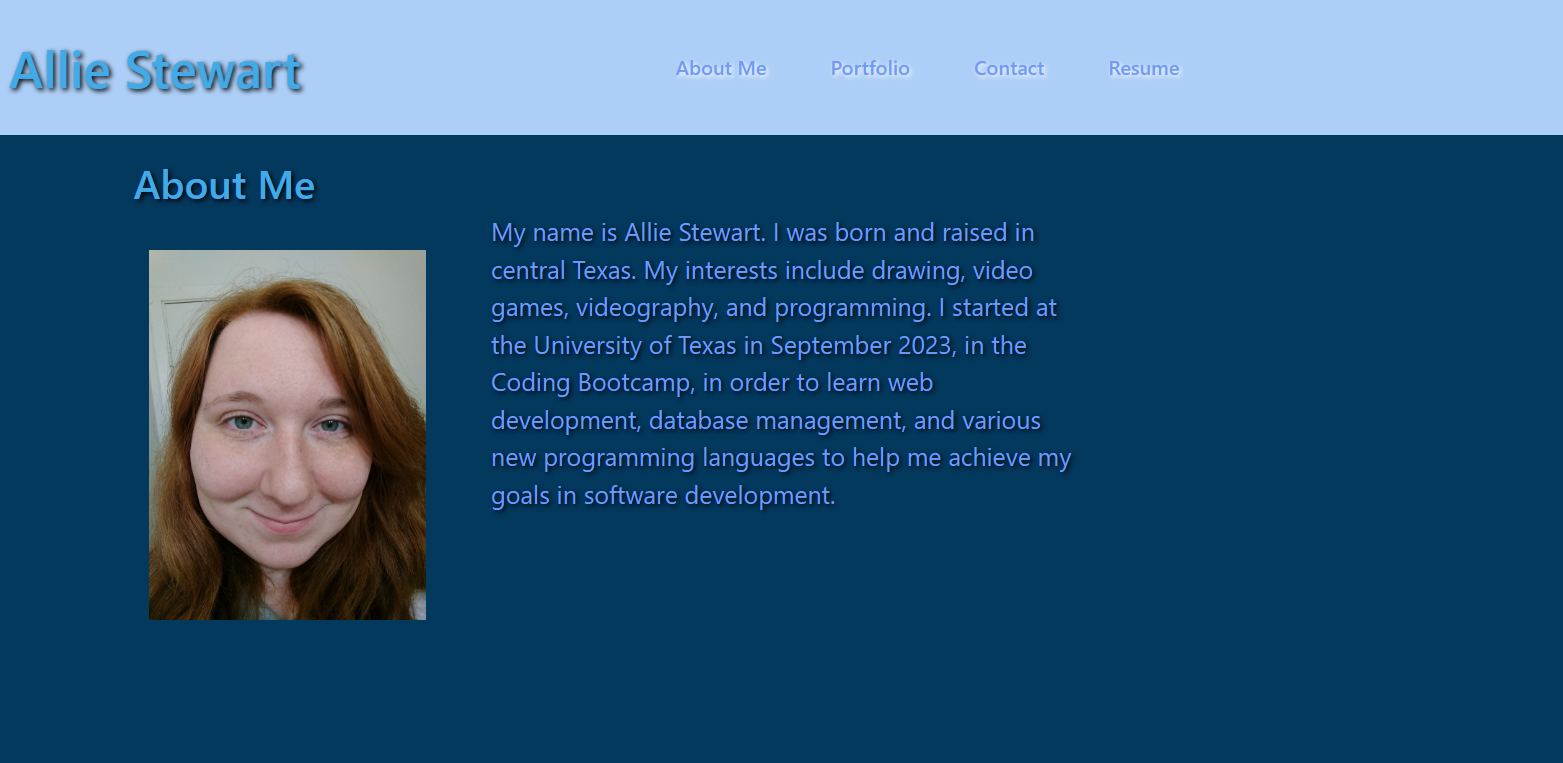 Allie Stewart
About Me Portfolio Contact Resume
About Me
My name is Allie Stewart. I was born and raised in
central Texas. My interests include drawing, video
games, videography, and programming. I started at
the University of Texas in September 2023, in the
Coding Bootcamp, in order to learn web
development, database management, and various
new programming languages to help me achieve my
goals in software development.